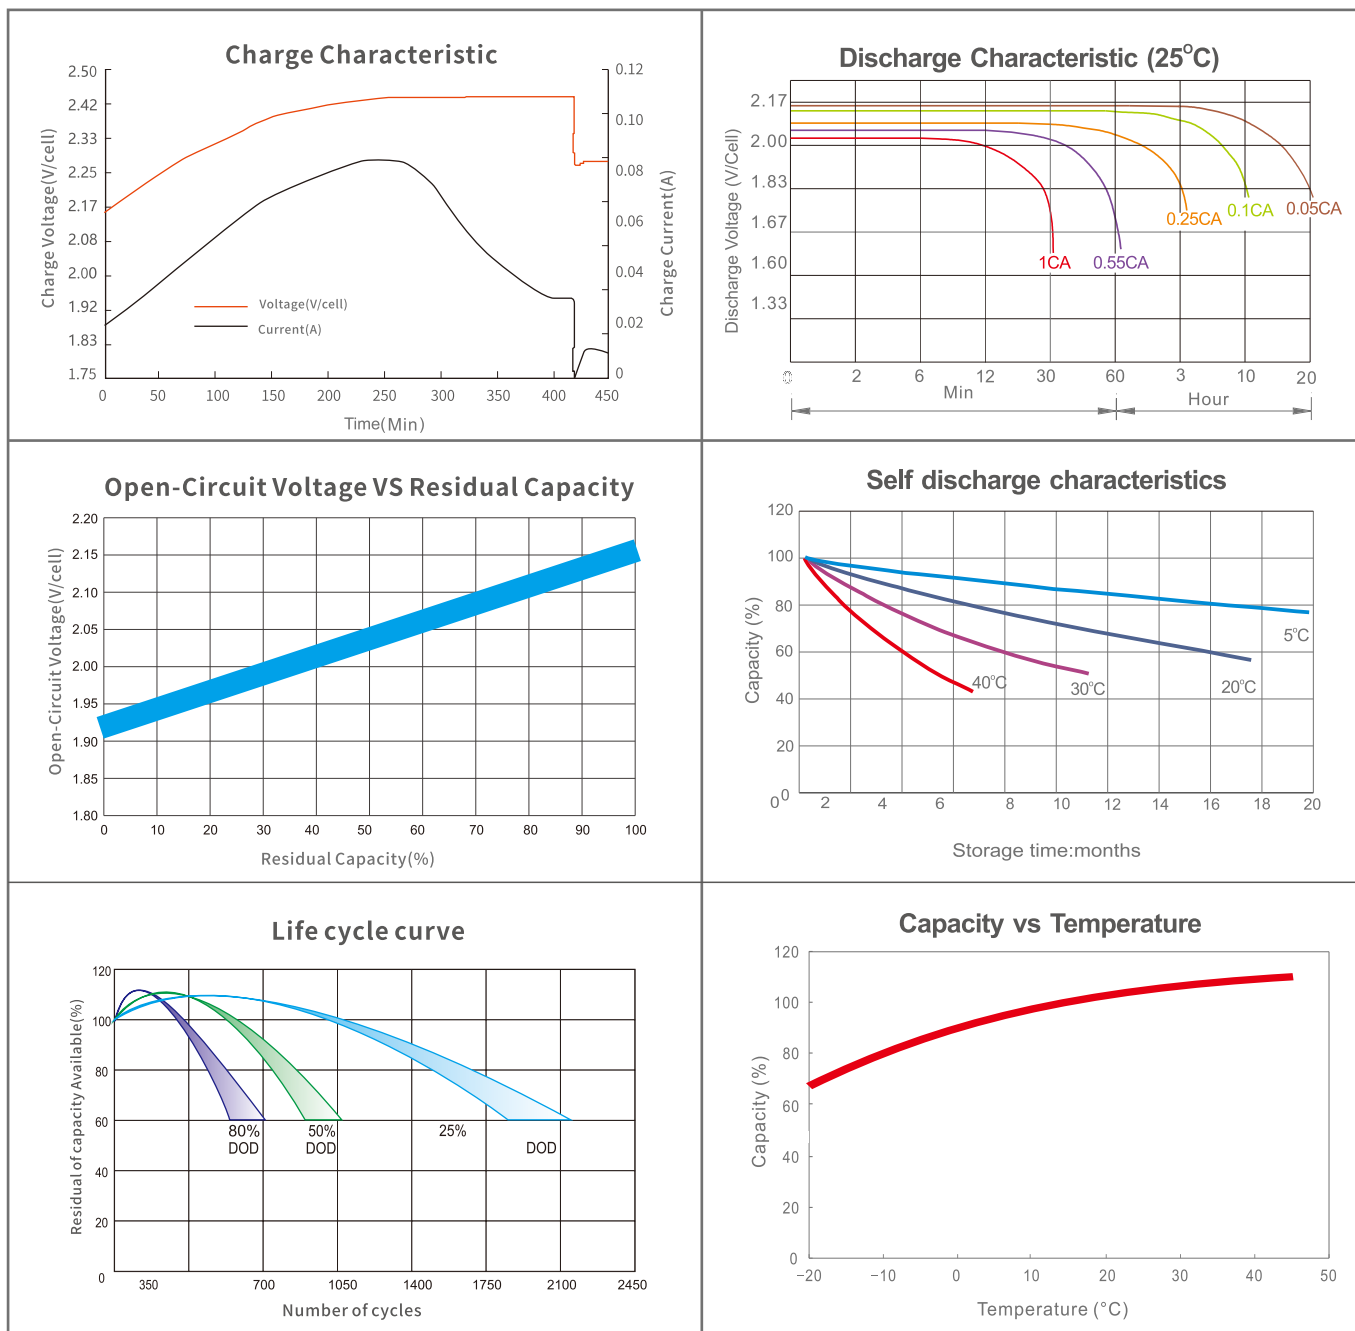 Charge Characteristic
2.50
2.42
2.33
2.25
2.17
2.08
2.00
1.92
1.83
1.75
Charge Voltage(V/cell)
0.12
0.10
0.08
0.06
0.04
0.02
0
Charge Current(A)
Voltage(V/cell)
Current(A)
0 50 100 150 200 250 300 350 400 450
Time(Min)
Discharge Characteristic (25°C)
2.17
2.00
1.83
1.67
1.60
1.33
Discharge Voltage (V/Cell)
1CA
0.55CA
0.25CA
0.1CA
0.05CA
0 2 6 12 30 60 3 10 20
Min
Hour
Open-Circuit Voltage VS Residual Capacity
2.20
2.15
2.10
2.05
2.00
1.95
1.90
1.85
1.80
Open-Circuit Voltage(V/cell)
0 10 20 30 40 50 60 70 80 90 100
Residual Capacity(%)
Self discharge characteristics
120
100
80
60
40
20
0
Capacity (%)
40°C
30°C
20°C
5°C
0 2 4 6 8 10 12 14 16 18 20
Storage time:months
Life cycle curve
120
100
80
60
40
20
0
Residual of capacity Available(%)
80%
DOD
50%
DOD
25%
DOD
350 700 1050 1400 1750 2100 2450
Number of cycles
Capacity vs Temperature
120
100
80
60
40
20
0
Capacity (%)
−20 −10 0 10 20 30 40 50
Temperature (°C)